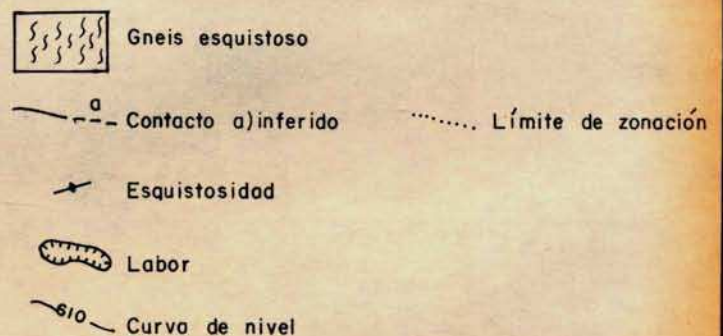 Gneis esquistoso
a
Contacto a)inferido
Límite de zonación
Esquistosidad
Labor
610
Curva de nivel